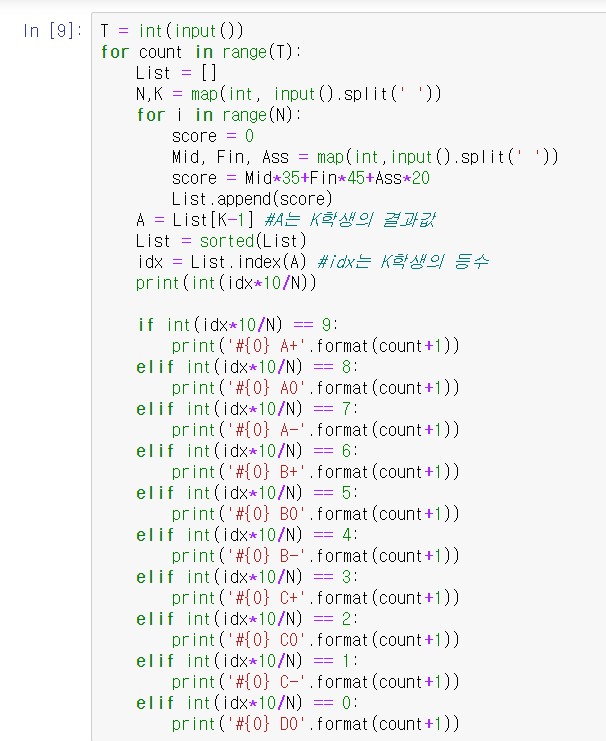 In [9]: T = int(input())
for count in range(T):
    List = []
    N,K = map(int, input().split(' '))
    for i in range(N):
        score = 0
        Mid, Fin, Ass = map(int,input().split(' '))
        score = Mid*35+Fin*45+Ass*20
        List.append(score)
    A = List[K-1] #A는 K학생의 결과값
    List = sorted(List)
    idx = List.index(A) #idx는 K학생의 등수
    print(int(idx*10/N))

    if int(idx*10/N) == 9:
        print('#{0} A+'.format(count+1))
    elif int(idx*10/N) == 8:
        print('#{0} A0'.format(count+1))
    elif int(idx*10/N) == 7:
        print('#{0} A-'.format(count+1))
    elif int(idx*10/N) == 6:
        print('#{0} B+'.format(count+1))
    elif int(idx*10/N) == 5:
        print('#{0} B0'.format(count+1))
    elif int(idx*10/N) == 4:
        print('#{0} B-'.format(count+1))
    elif int(idx*10/N) == 3:
        print('#{0} C+'.format(count+1))
    elif int(idx*10/N) == 2:
        print('#{0} C0'.format(count+1))
    elif int(idx*10/N) == 1:
        print('#{0} C-'.format(count+1))
    elif int(idx*10/N) == 0:
        print('#{0} D0'.format(count+1))